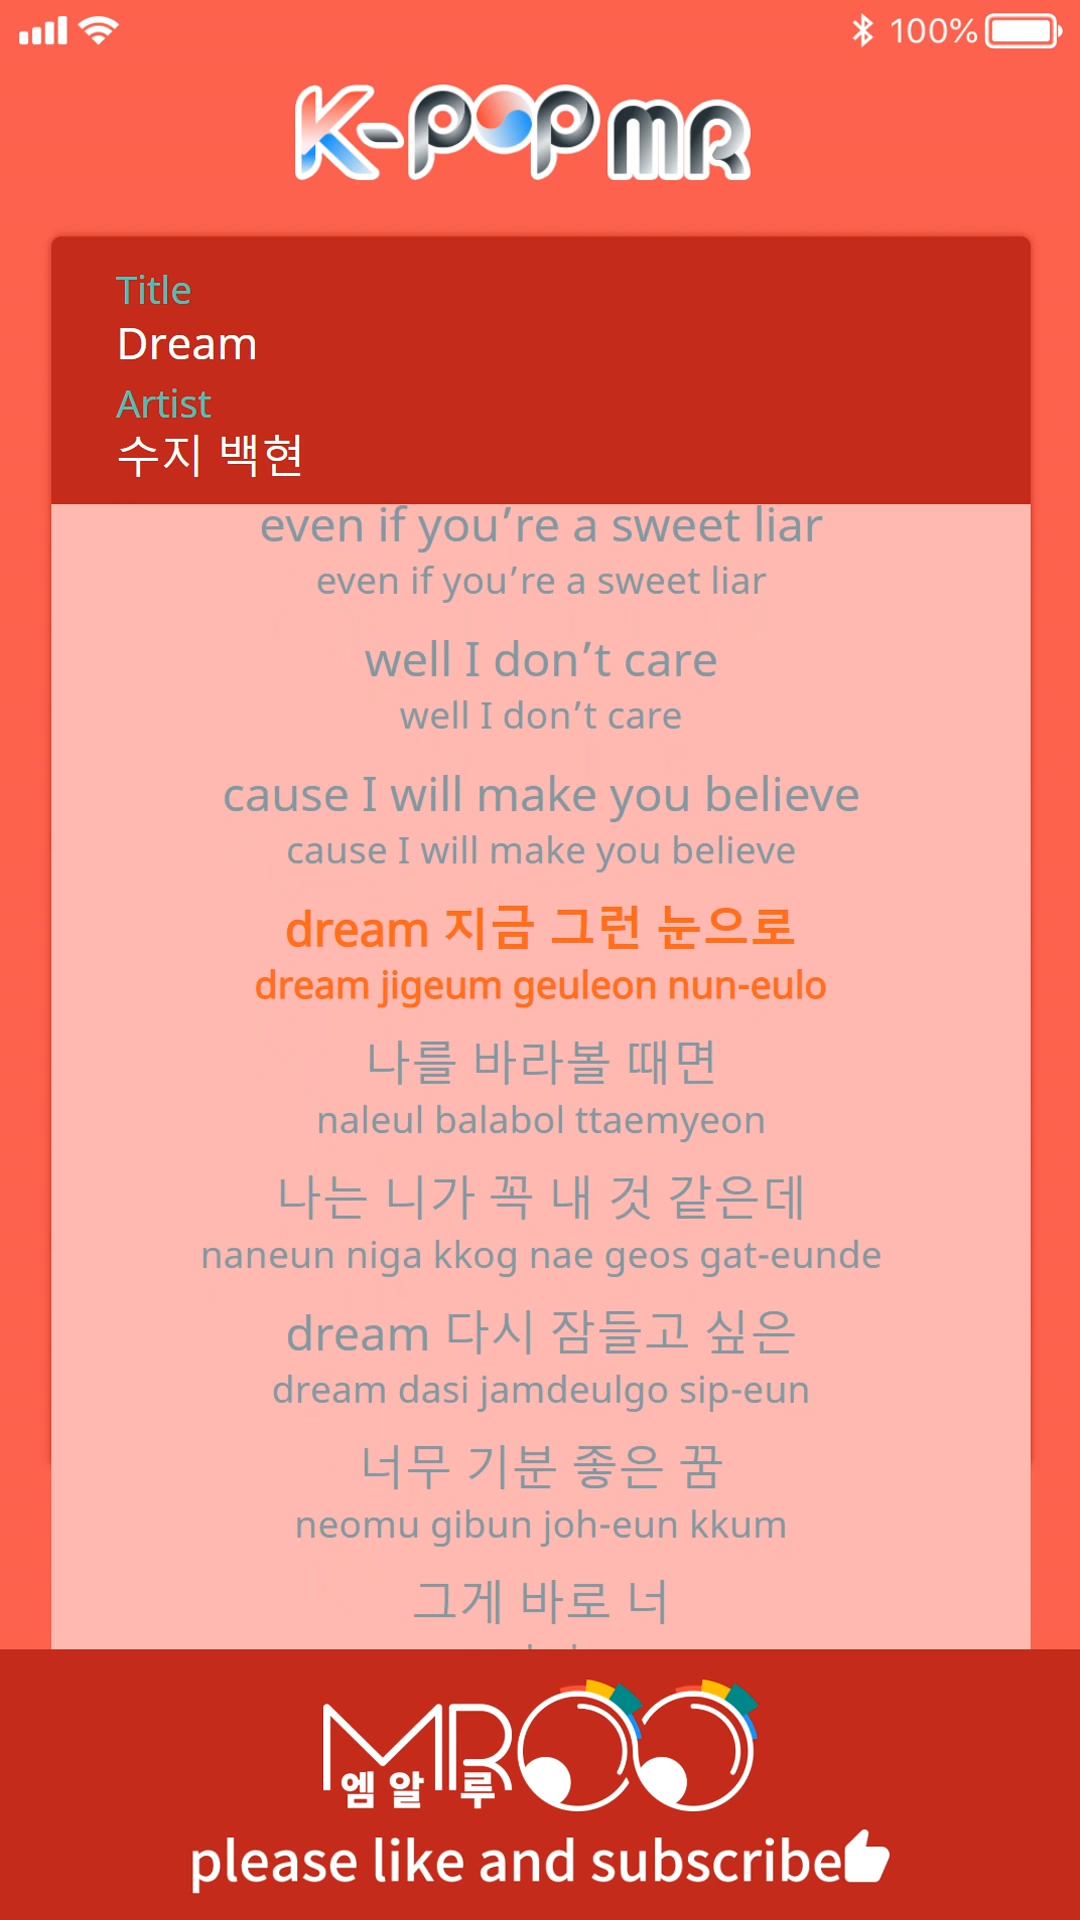 100%
K-POP MR
Title
Dream
Artist
수지 백현
even if you’re a sweet liar
even if you’re a sweet liar
well I don’t care
well I don’t care
cause I will make you believe
cause I will make you believe
dream 지금 그런 눈으로
dream jigeum geuleon nun-eulo
나를 바라볼 때면
naleul balabol ttaemyeon
나는 니가 꼭 내 것 같은데
naneun niga kkog nae geos gat-eunde
dream 다시 잠들고 싶은
dream dasi jamdeulgo sip-eun
너무 기분 좋은 꿈
neomu gibun joh-eun kkum
그게 바로 너
MROO
엠알루
please like and subscribe